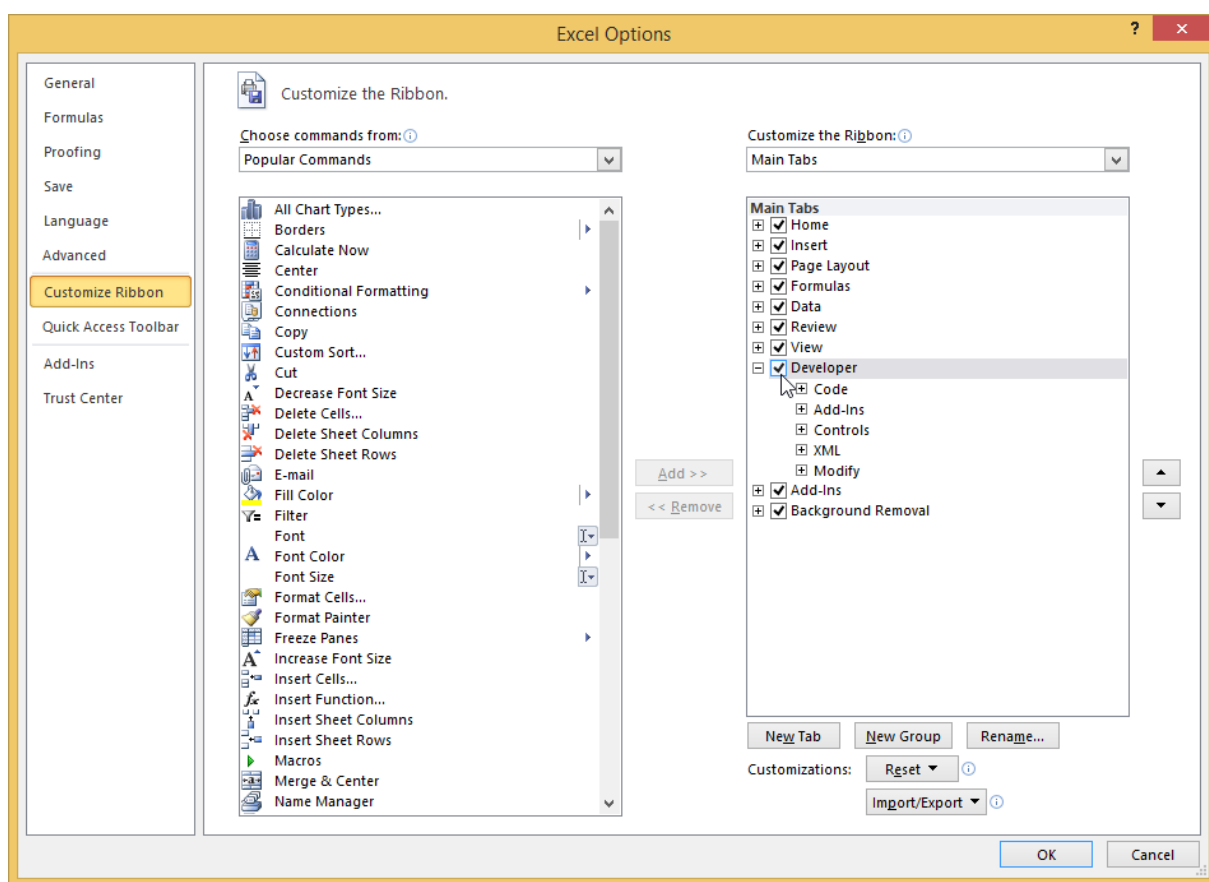 Excel Options
?
General
Formulas
Proofing
Save
Language
Advanced
Customize Ribbon
Quick Access Toolbar
Add-Ins
Trust Center
Customize the Ribbon.
Choose commands from:
Popular Commands
All Chart Types...
Borders
Calculate Now
Center
Conditional Formatting
Connections
Copy
Custom Sort...
Cut
Decrease Font Size
Delete Cells...
Delete Sheet Columns
Delete Sheet Rows
E-mail
Fill Color
Filter
Font
Font Color
Font Size
Format Cells...
Format Painter
Freeze Panes
Increase Font Size
Insert Cells...
Insert Function...
Insert Sheet Columns
Insert Sheet Rows
Macros
Merge & Center
Name Manager
Add >>
<< Remove
Customize the Ribbon:
Main Tabs
Main Tabs
Home
Insert
Page Layout
Formulas
Data
Review
View
Developer
Code
Add-Ins
Controls
XML
Modify
Add-Ins
Background Removal
New Tab
New Group
Rename...
Customizations:
Reset
Import/Export
OK
Cancel